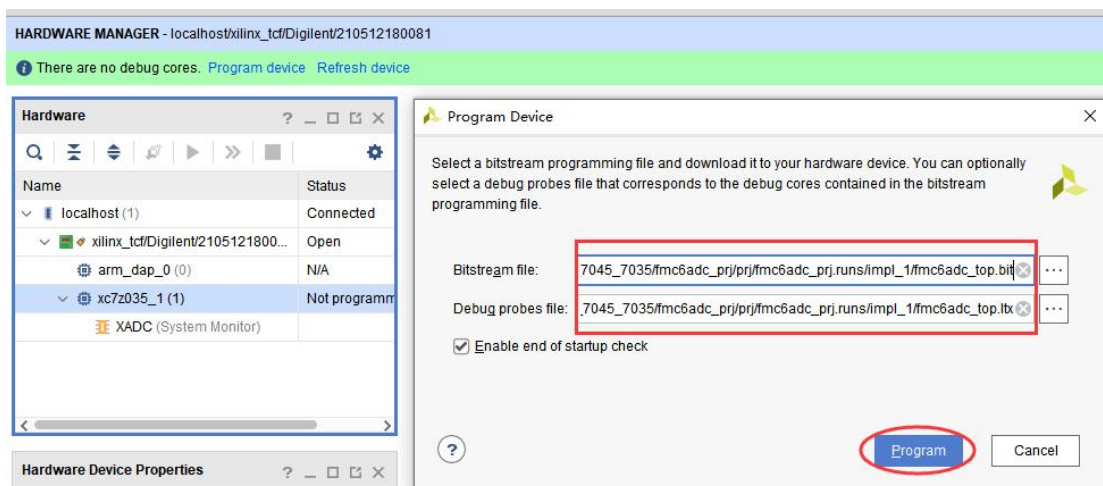 HARDWARE MANAGER - localhost/xilinx_tcf/Digilent/210512180081
There are no debug cores. Program device Refresh device
Hardware
Name Status
localhost (1) Connected
xilinx_tcf/Digilent/2105121800... Open
arm_dap_0 (0) N/A
xc7z035_1 (1) Not programm
XADC (System Monitor)
Hardware Device Properties
Program Device
Select a bitstream programming file and download it to your hardware device. You can optionally
select a debug probes file that corresponds to the debug cores contained in the bitstream
programming file.
Bitstream file: 7045_7035/fmc6adc_prj/prj/fmc6adc_prj.runs/impl_1/fmc6adc_top.bit
Debug probes file: _7045_7035/fmc6adc_prj/prj/fmc6adc_prj.runs/impl_1/fmc6adc_top.ltx
Enable end of startup check
Program Cancel